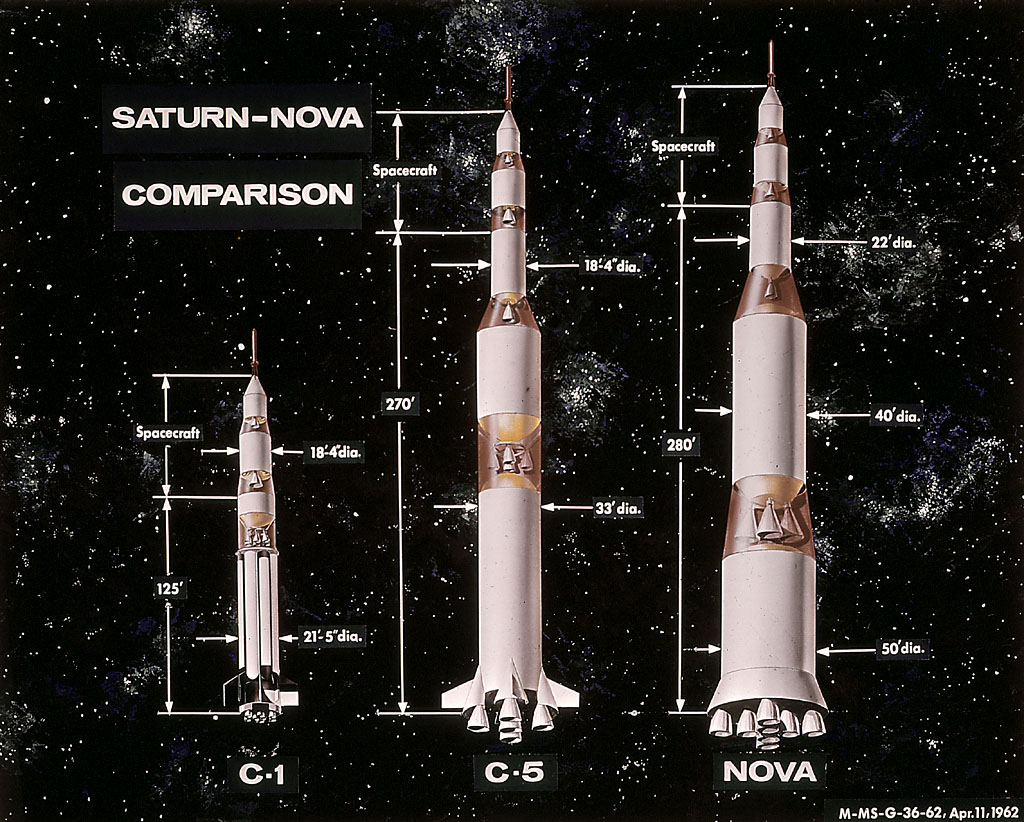 SATURN-NOVA
COMPARISON
Spacecraft
18'-4"dia.
125'
21'-5"dia.
C-1
Spacecraft
18'-4"dia.
270'
33'dia.
C-5
Spacecraft
22'dia.
40'dia.
280'
50'dia.
NOVA
M-MS-G-36-62, Apr.11,1962